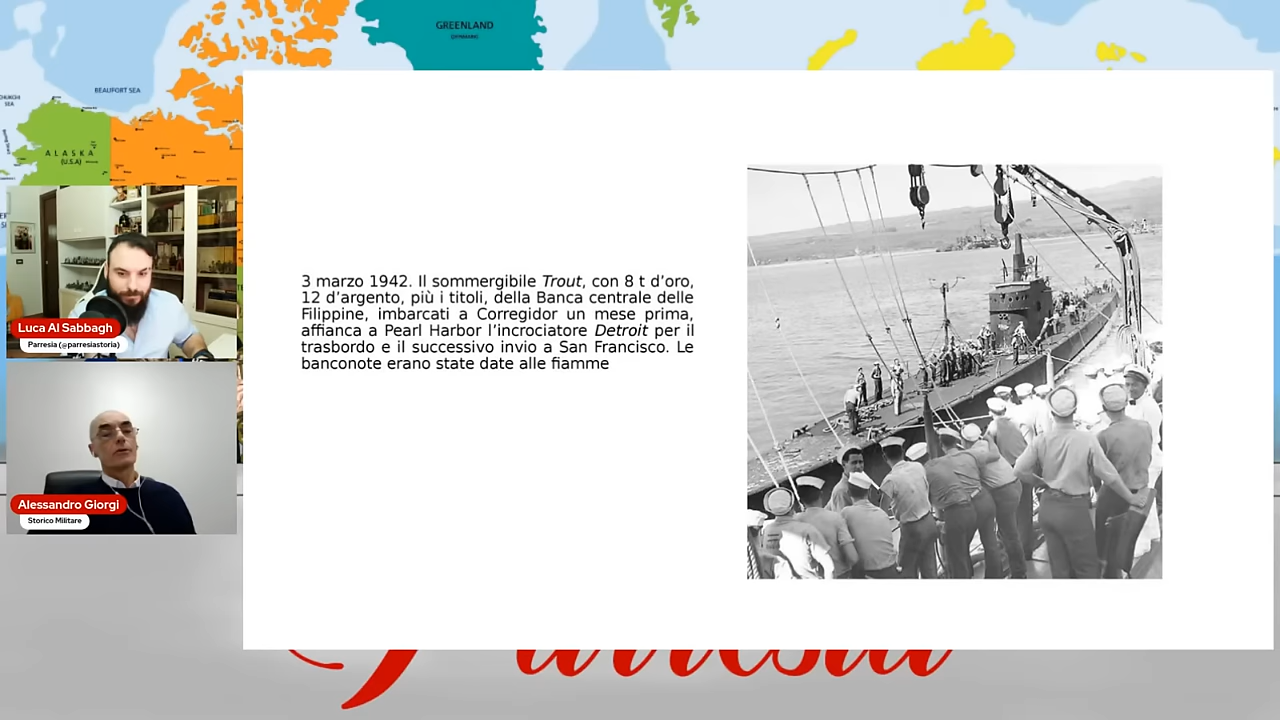 GREENLAND
(DENMARK)
BEAUFORT SEA
SEA
ALASKA
(U.S.A)
Luca Al Sabbagh
Parresia (@parresiastoria)
Alessandro Giorgi
Storico Militare
3 marzo 1942. Il sommergibile Trout, con 8 t d'oro,
12 d'argento, più i titoli, della Banca centrale delle
Filippine, imbarcati a Corregidor un mese prima,
affianca a Pearl Harbor l'incrociatore Detroit per il
trasbordo e il successivo invio a San Francisco. Le
banconote erano state date alle fiamme
Parresia